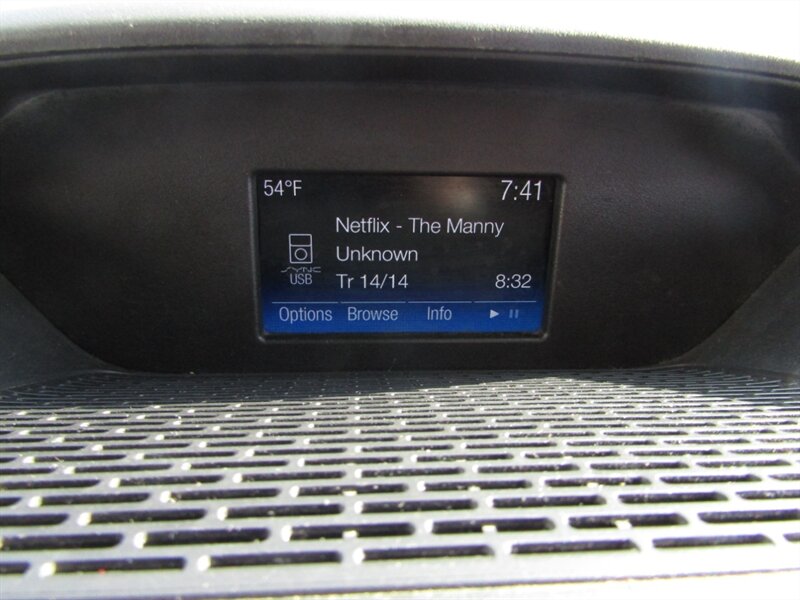 54°F 7:41
Netflix - The Manny
Unknown
SYNC
USB
Tr 14/14 8:32
Options Browse Info